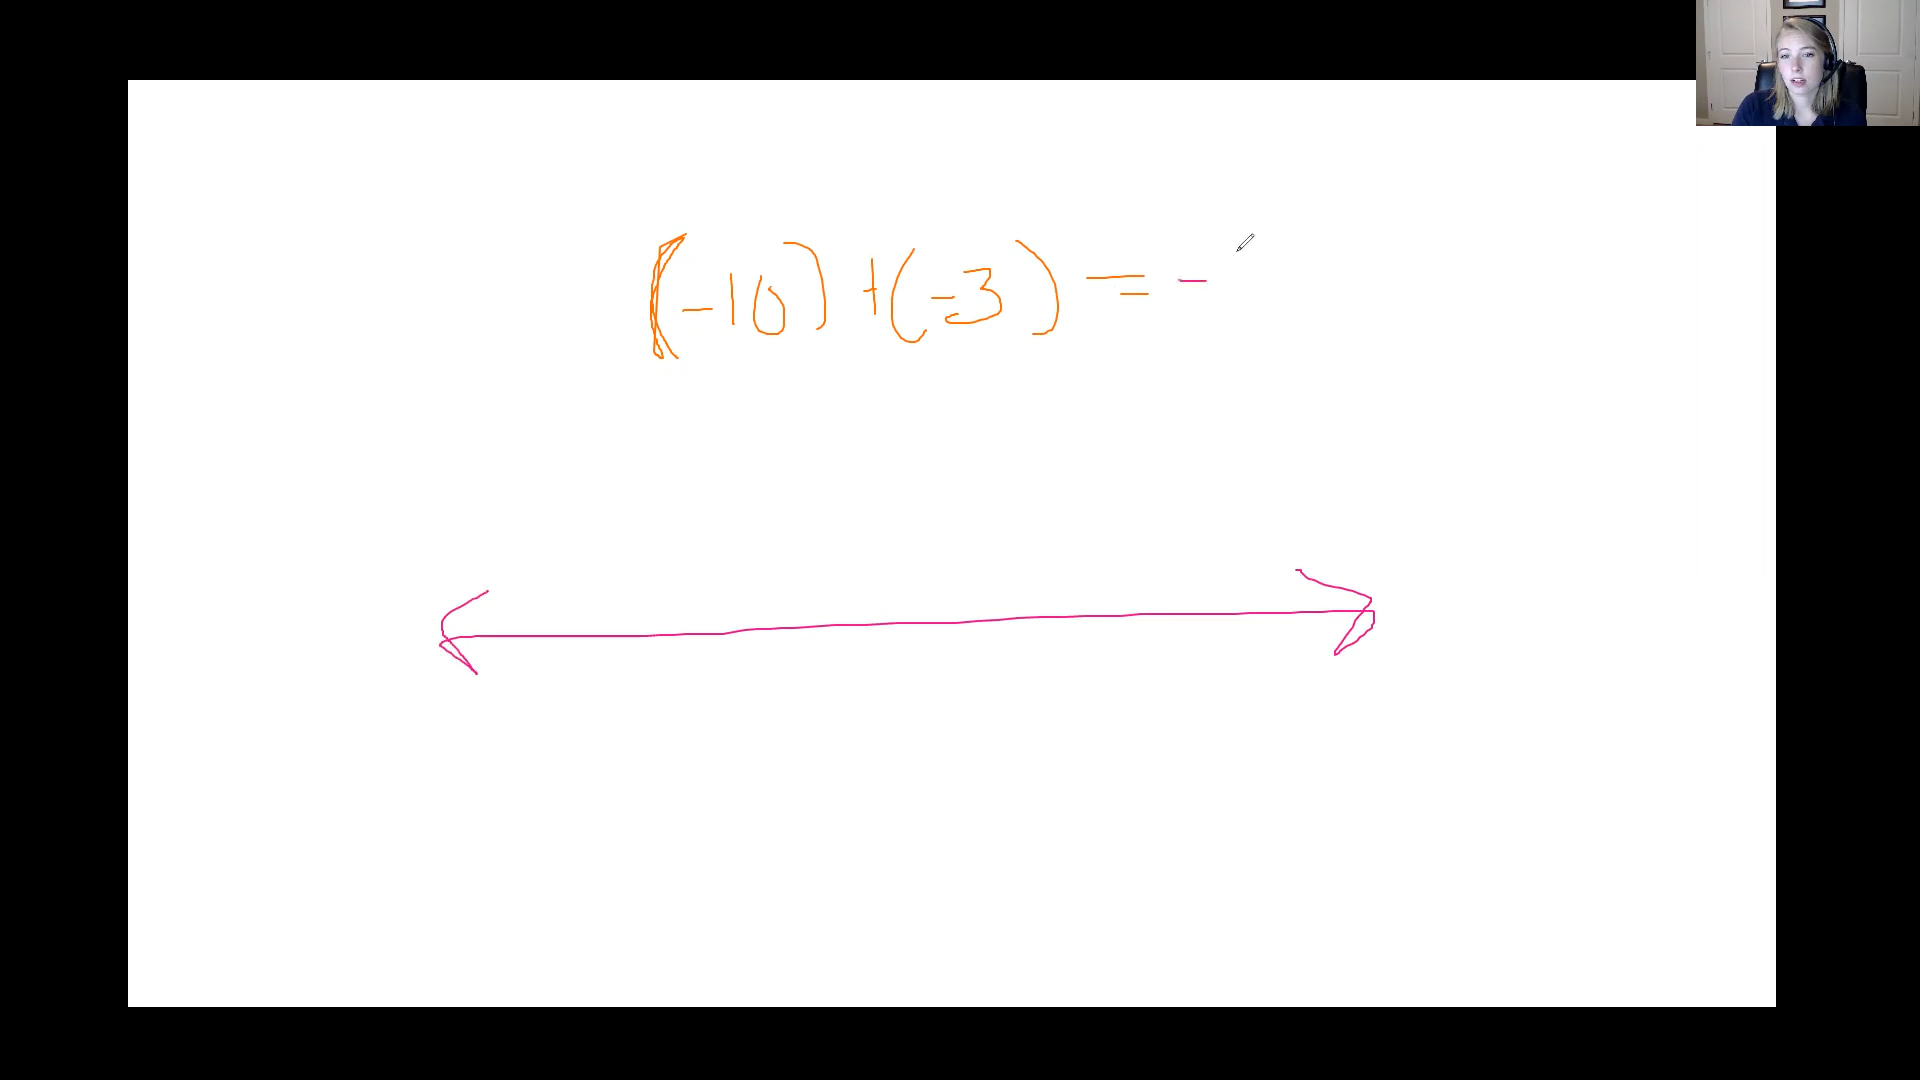 (-10) + (-3) = -